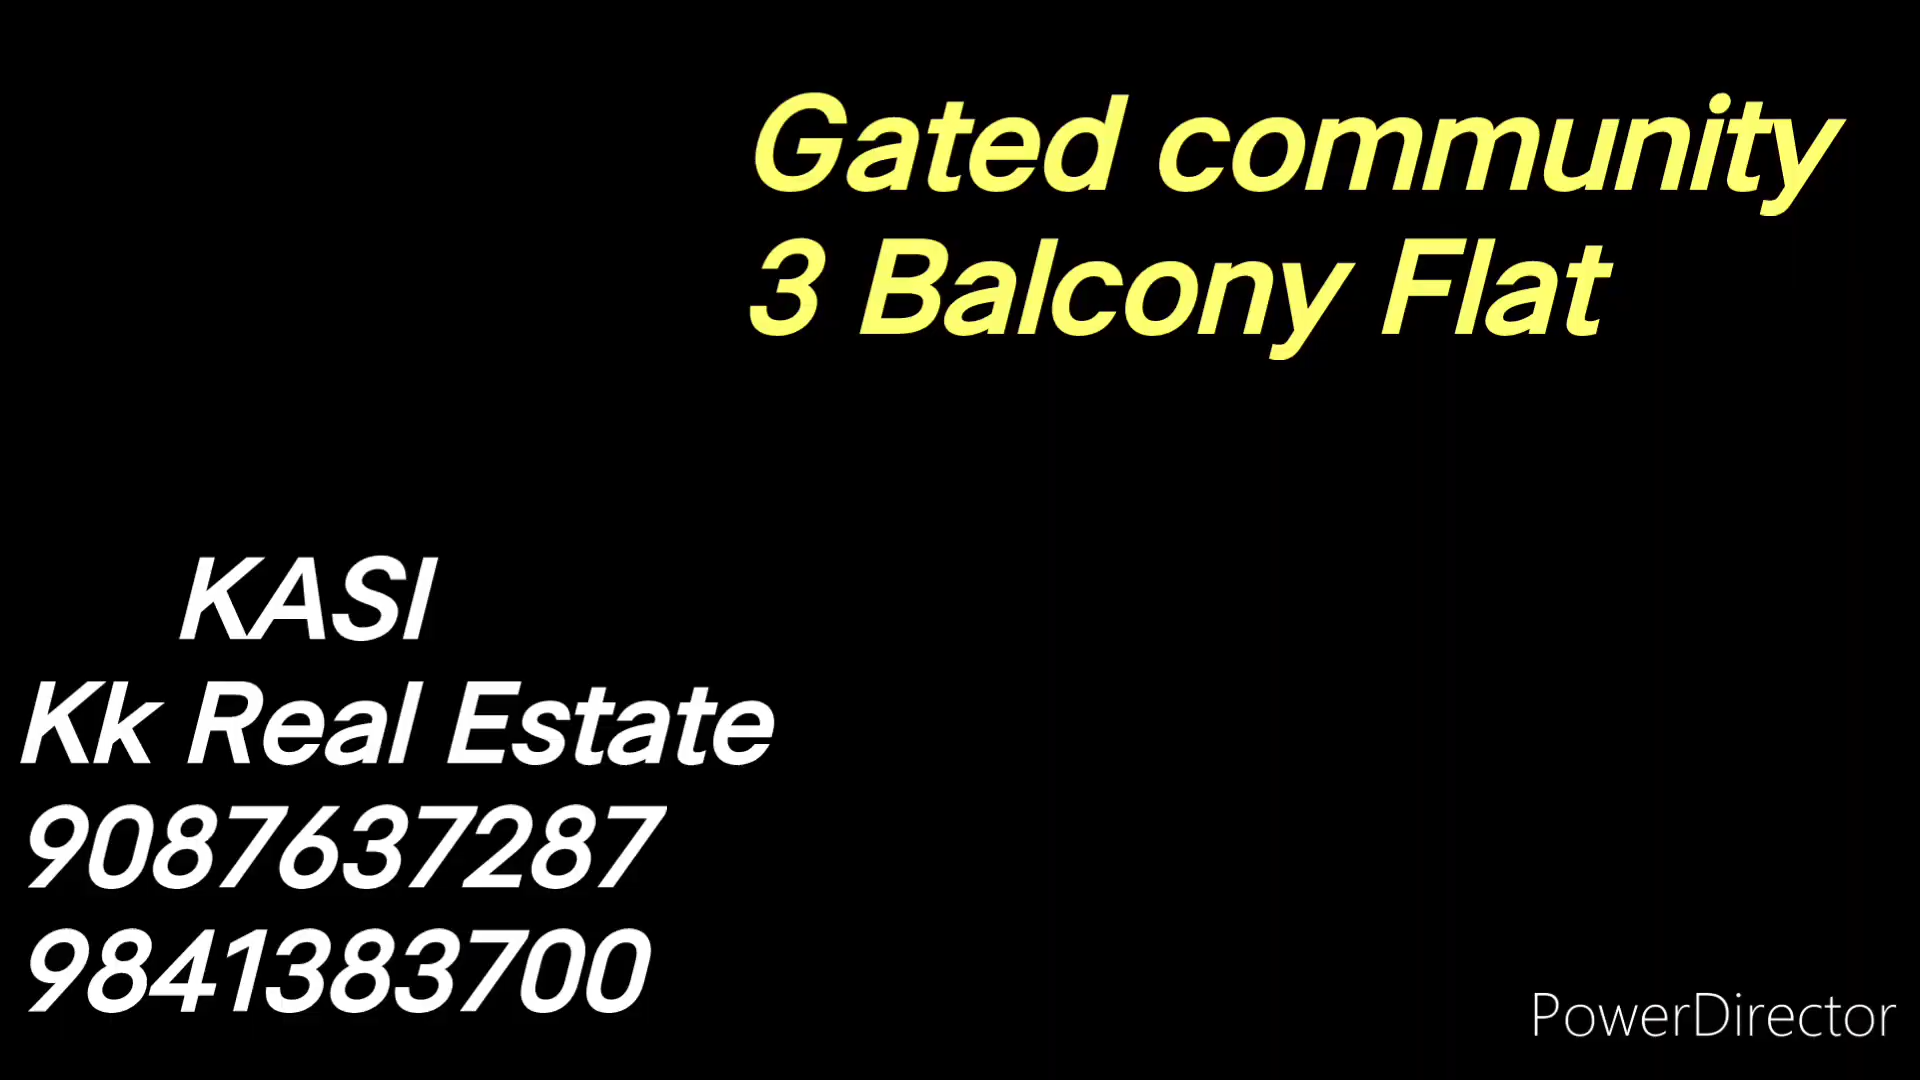 Gated community
3 Balcony Flat
KASI
Kk Real Estate
9087637287
9841383700
PowerDirector